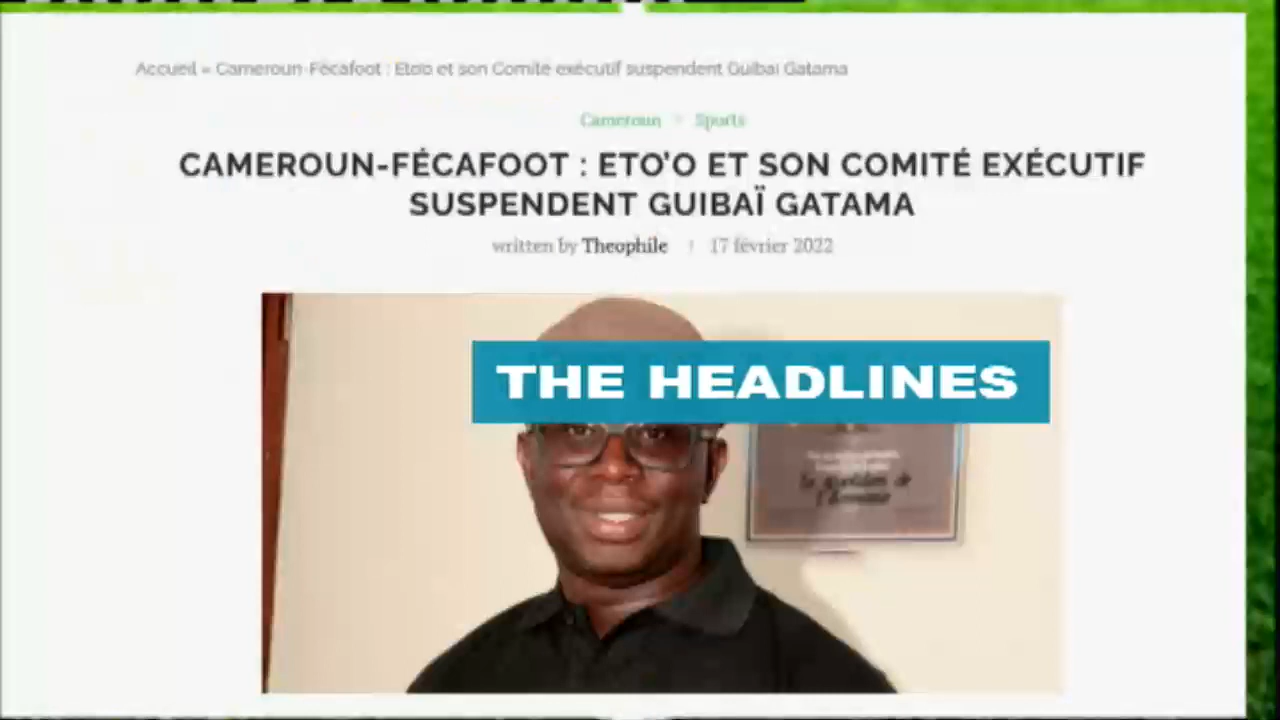 Accueil » Cameroun-Fécafoot : Eto'o et son Comité exécutif suspendent Guibaï Gatama
Cameroun Sports
CAMEROUN-FÉCAFOOT : ETO'O ET SON COMITÉ EXÉCUTIF
SUSPENDENT GUIBAÏ GATAMA
written by Theophile 17 février 2022
THE HEADLINES